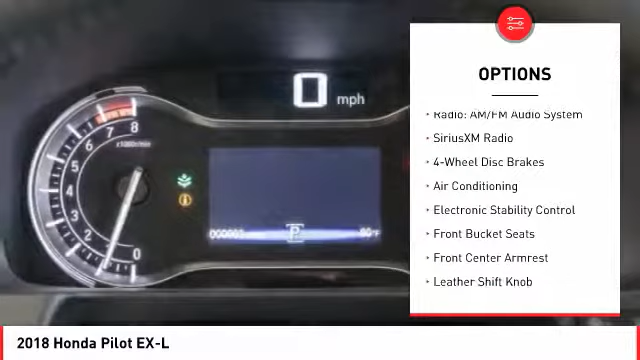 0 mph
8
7
6
5
4
3
2
0
x1000r/min
P
OPTIONS
Radio: AM/FM Audio System
SiriusXM Radio
4-Wheel Disc Brakes
Air Conditioning
Electronic Stability Control
Front Bucket Seats
Front Center Armrest
Leather Shift Knob
2018 Honda Pilot EX-L